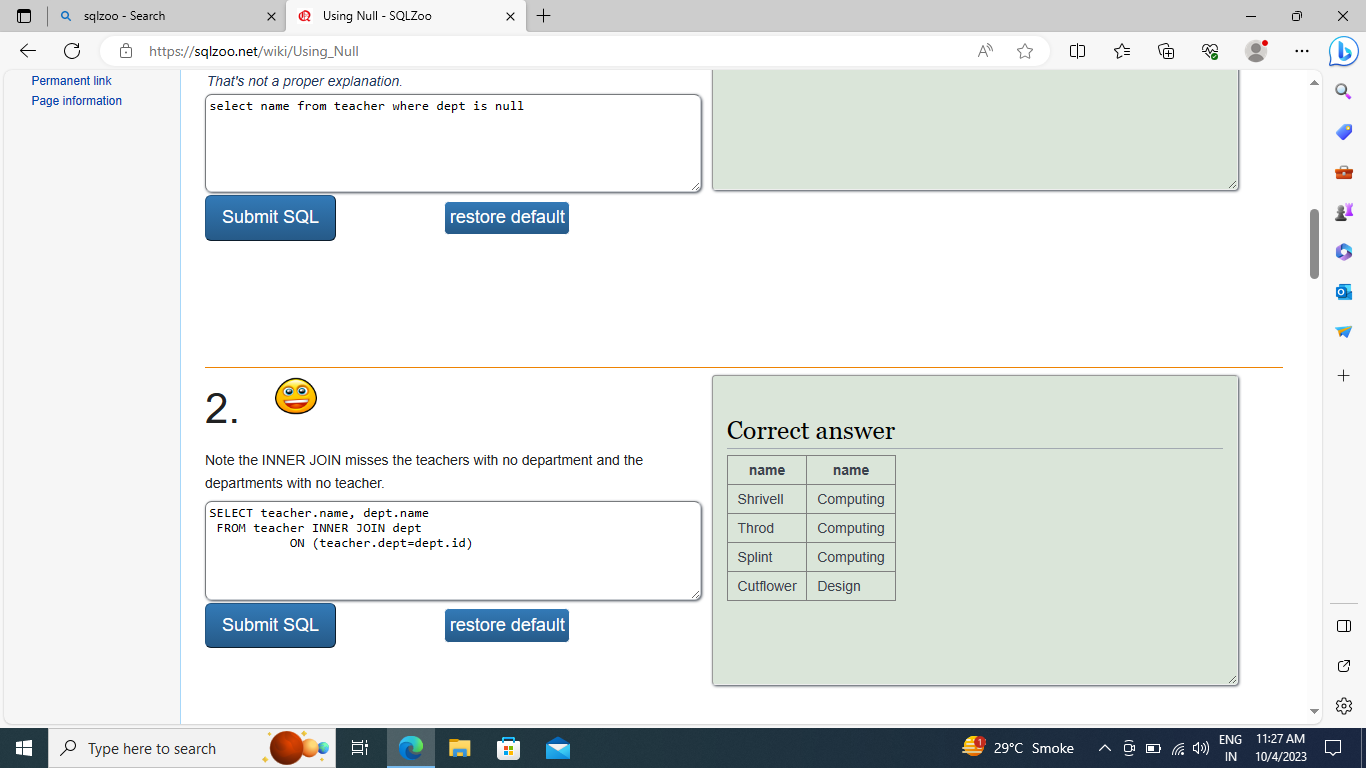 sqlzoo - Search
Using Null - SQLZoo
https://sqlzoo.net/wiki/Using_Null
Permanent link
Page information
That's not a proper explanation.
select name from teacher where dept is null
Submit SQL
restore default
2.
Note the INNER JOIN misses the teachers with no department and the
departments with no teacher.
SELECT teacher.name, dept.name
FROM teacher INNER JOIN dept
ON (teacher.dept=dept.id)
Submit SQL
restore default
Correct answer
name name
Shrivell Computing
Throd Computing
Splint Computing
Cutflower Design
Type here to search
1
29°C Smoke
ENG
IN
11:27 AM
10/4/2023